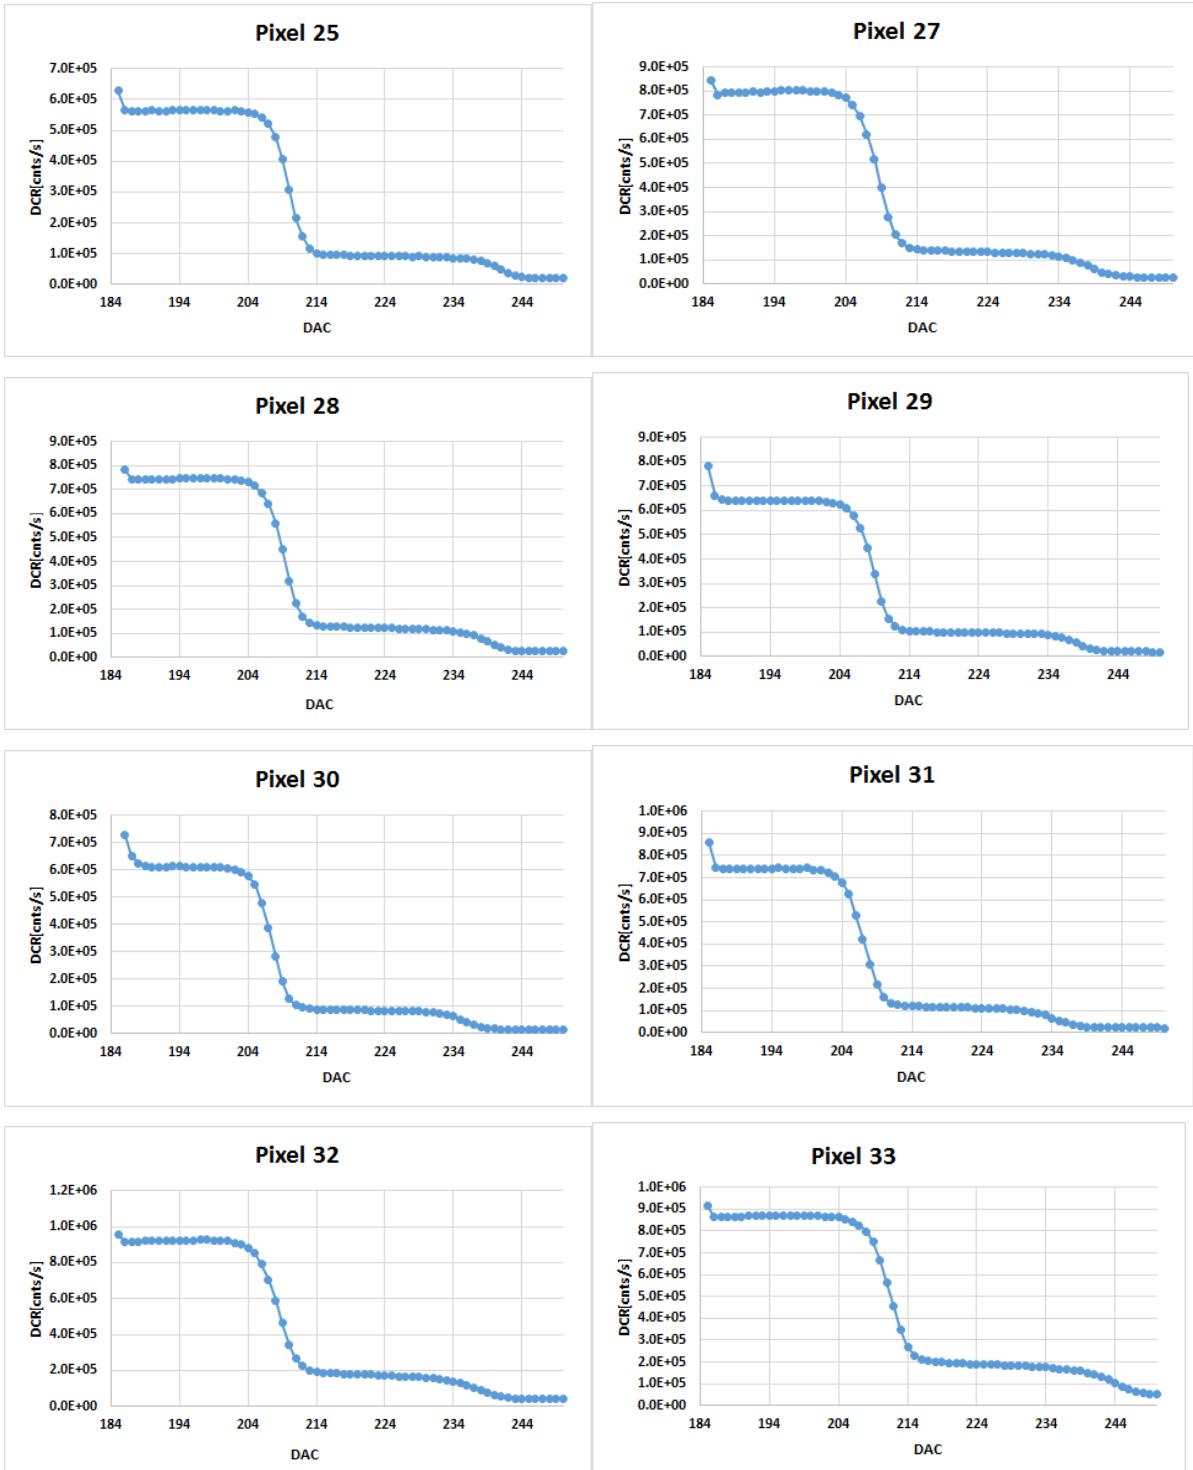 Pixel 25
7.0E+05
6.0E+05
5.0E+05
4.0E+05
3.0E+05
2.0E+05
1.0E+05
0.0E+00
DCR[cnts/s]
184 194 204 214 224 234 244
DAC
Pixel 27
9.0E+05
8.0E+05
7.0E+05
6.0E+05
5.0E+05
4.0E+05
3.0E+05
2.0E+05
1.0E+05
0.0E+00
DCR[cnts/s]
184 194 204 214 224 234 244
DAC
Pixel 28
9.0E+05
8.0E+05
7.0E+05
6.0E+05
5.0E+05
4.0E+05
3.0E+05
2.0E+05
1.0E+05
0.0E+00
DCR[cnts/s]
184 194 204 214 224 234 244
DAC
Pixel 29
9.0E+05
8.0E+05
7.0E+05
6.0E+05
5.0E+05
4.0E+05
3.0E+05
2.0E+05
1.0E+05
0.0E+00
DCR[cnts/s]
184 194 204 214 224 234 244
DAC
Pixel 30
8.0E+05
7.0E+05
6.0E+05
5.0E+05
4.0E+05
3.0E+05
2.0E+05
1.0E+05
0.0E+00
DCR[cnts/s]
184 194 204 214 224 234 244
DAC
Pixel 31
1.0E+06
9.0E+05
8.0E+05
7.0E+05
6.0E+05
5.0E+05
4.0E+05
3.0E+05
2.0E+05
1.0E+05
0.0E+00
DCR[cnts/s]
184 194 204 214 224 234 244
DAC
Pixel 32
1.2E+06
1.0E+06
8.0E+05
6.0E+05
4.0E+05
2.0E+05
0.0E+00
DCR[cnts/s]
184 194 204 214 224 234 244
DAC
Pixel 33
1.0E+06
9.0E+05
8.0E+05
7.0E+05
6.0E+05
5.0E+05
4.0E+05
3.0E+05
2.0E+05
1.0E+05
0.0E+00
DCR[cnts/s]
184 194 204 214 224 234 244
DAC